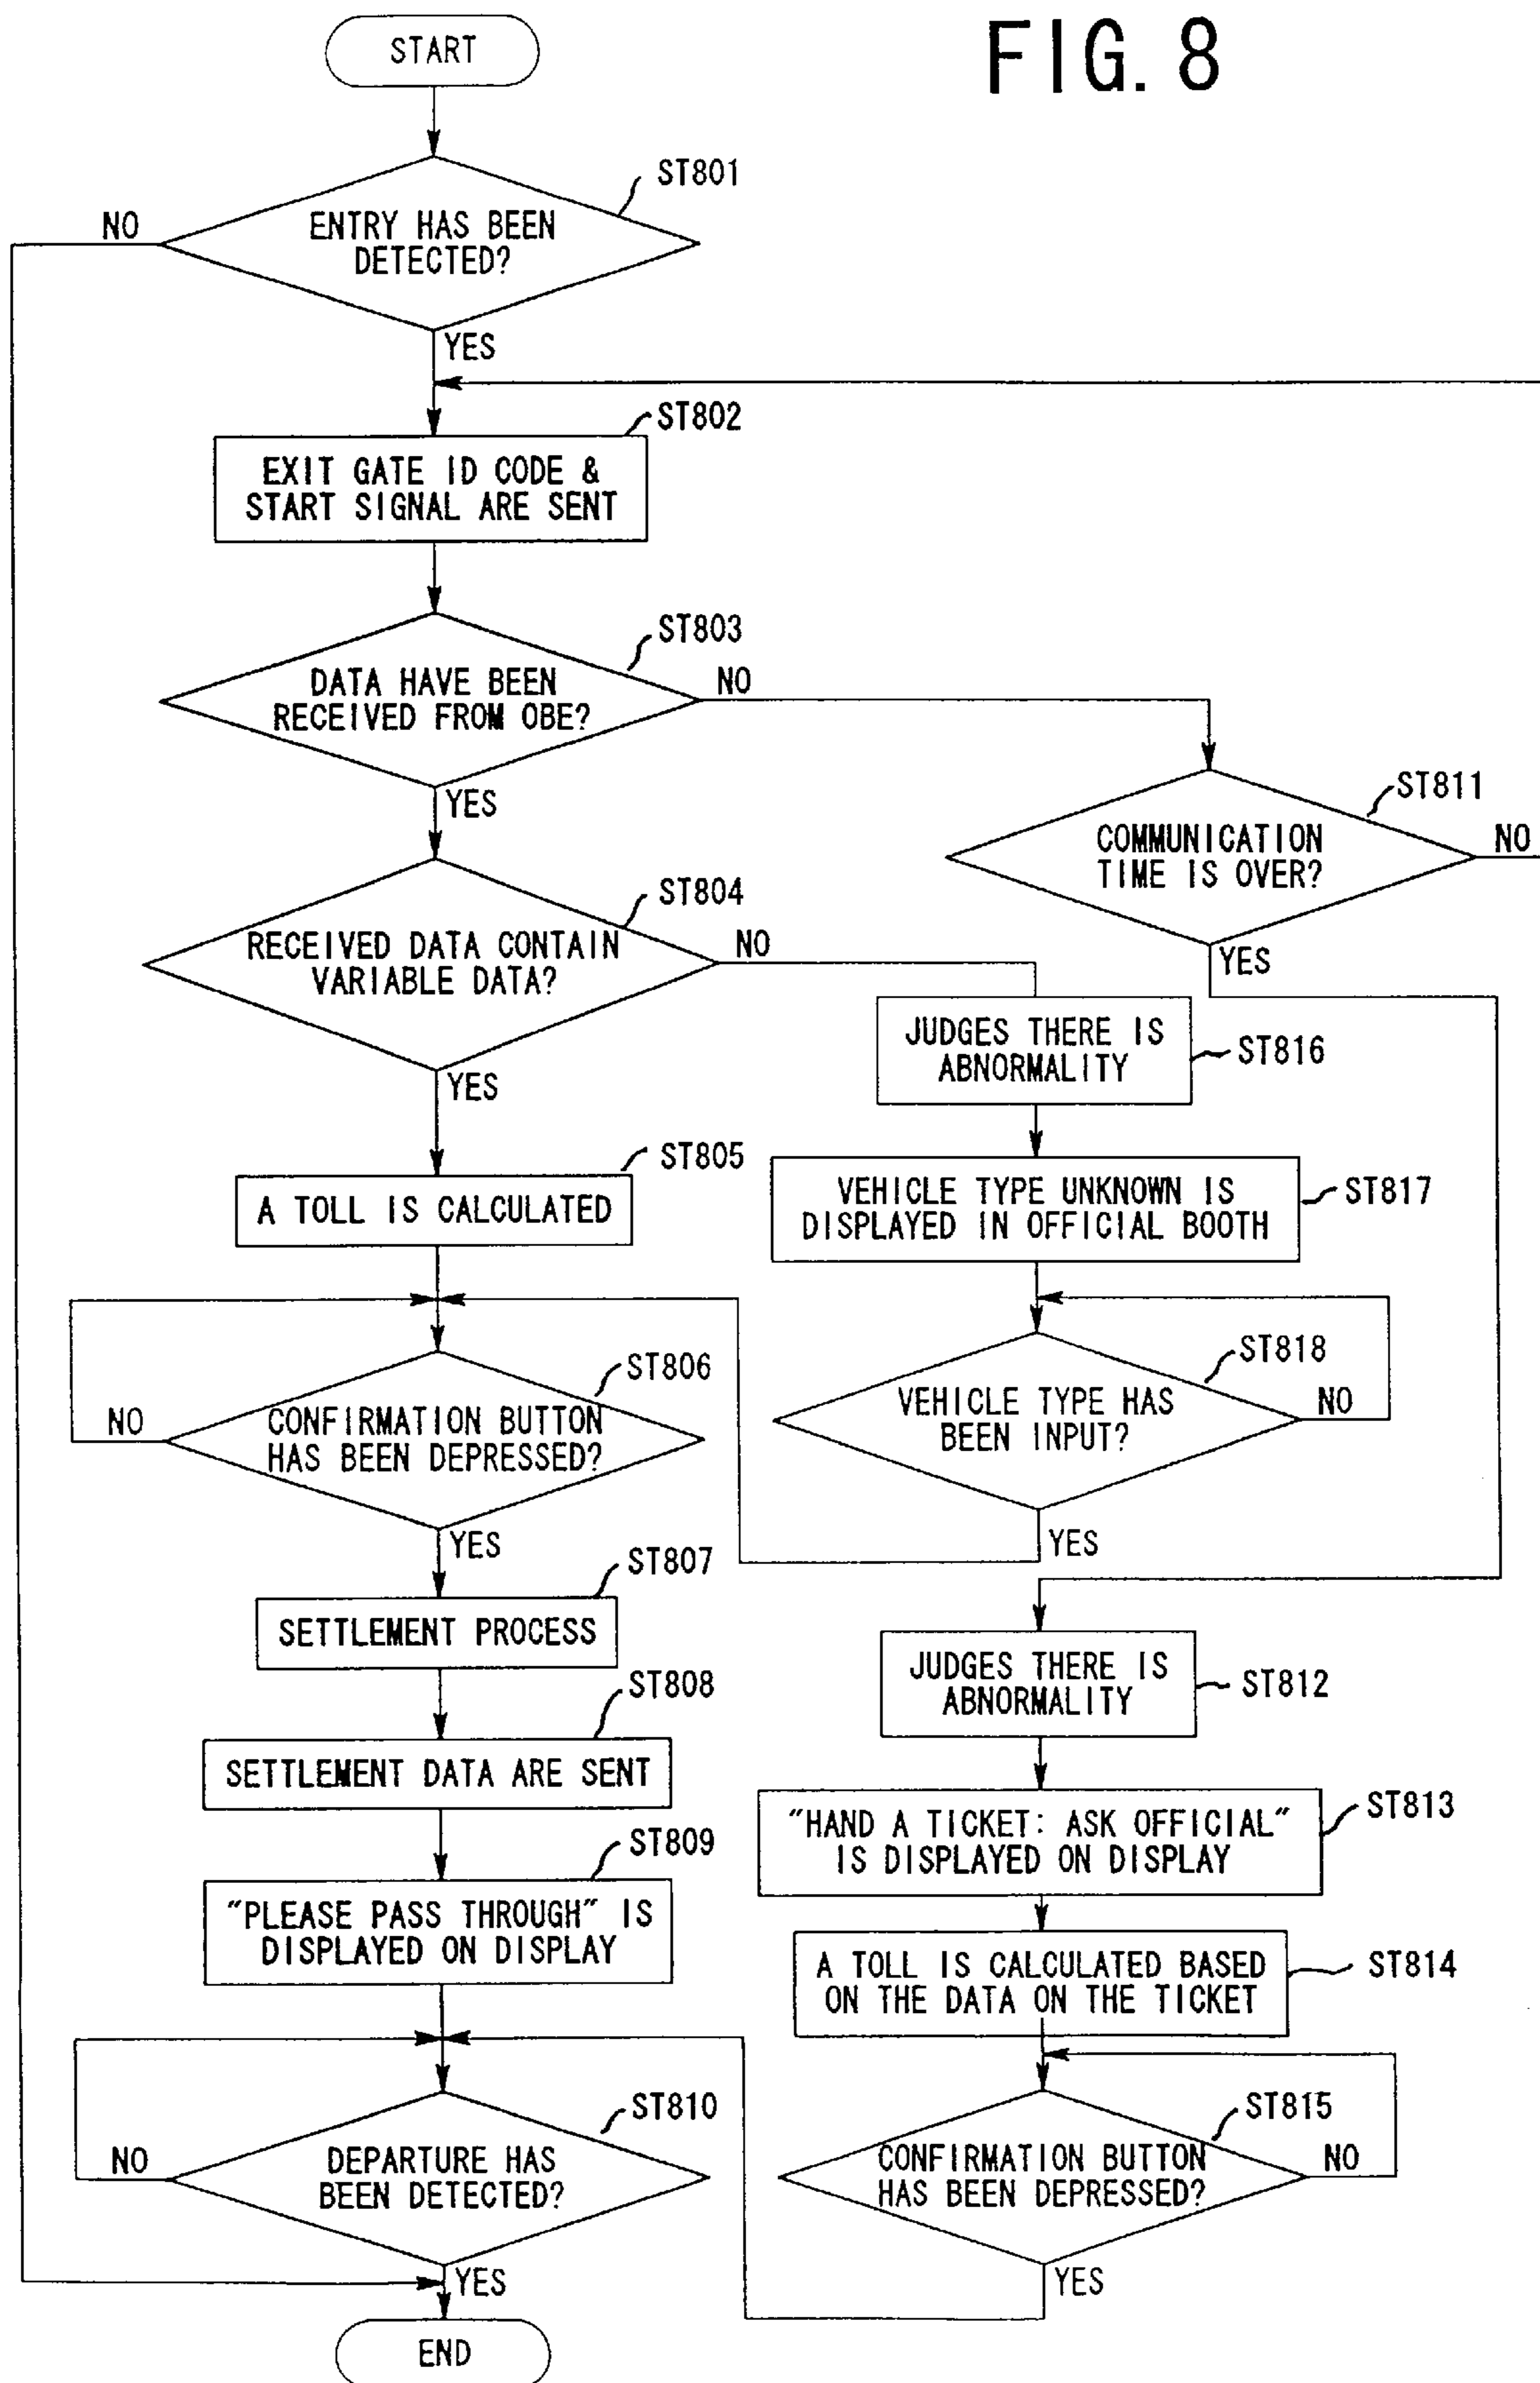 FIG. 8
START
ST801
NO
ENTRY HAS BEEN
DETECTED?
YES
ST802
EXIT GATE ID CODE &
START SIGNAL ARE SENT
ST803
DATA HAVE BEEN
RECEIVED FROM OBE?
NO
YES
ST811
COMMUNICATION
TIME IS OVER?
NO
YES
ST804
RECEIVED DATA CONTAIN
VARIABLE DATA?
NO
YES
JUDGES THERE IS
ABNORMALITY
ST816
ST805
A TOLL IS CALCULATED
VEHICLE TYPE UNKNOWN IS
DISPLAYED IN OFFICIAL BOOTH
ST817
ST806
NO
CONFIRMATION BUTTON
HAS BEEN DEPRESSED?
YES
ST818
VEHICLE TYPE HAS
BEEN INPUT?
NO
YES
ST807
SETTLEMENT PROCESS
JUDGES THERE IS
ABNORMALITY
ST812
ST808
SETTLEMENT DATA ARE SENT
"HAND A TICKET: ASK OFFICIAL"
IS DISPLAYED ON DISPLAY
ST813
ST809
"PLEASE PASS THROUGH" IS
DISPLAYED ON DISPLAY
A TOLL IS CALCULATED BASED
ON THE DATA ON THE TICKET
ST814
ST810
NO
DEPARTURE HAS
BEEN DETECTED?
YES
ST815
CONFIRMATION BUTTON
HAS BEEN DEPRESSED?
NO
YES
END